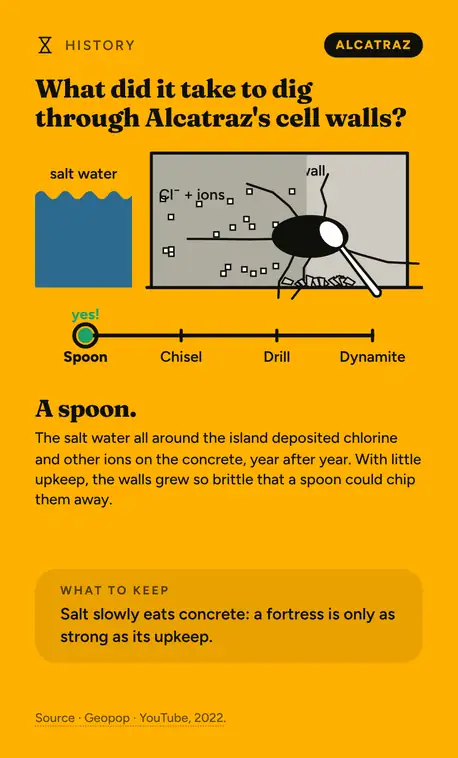 HISTORY
ALCATRAZ
What did it take to dig
through Alcatraz's cell walls?
salt water
Cl⁻ + ions
yes!
Spoon
Chisel
Drill
Dynamite
A spoon.
The salt water all around the island deposited chlorine
and other ions on the concrete, year after year. With little
upkeep, the walls grew so brittle that a spoon could chip
them away.
WHAT TO KEEP
Salt slowly eats concrete: a fortress is only as
strong as its upkeep.
Source · Geopop · YouTube, 2022.